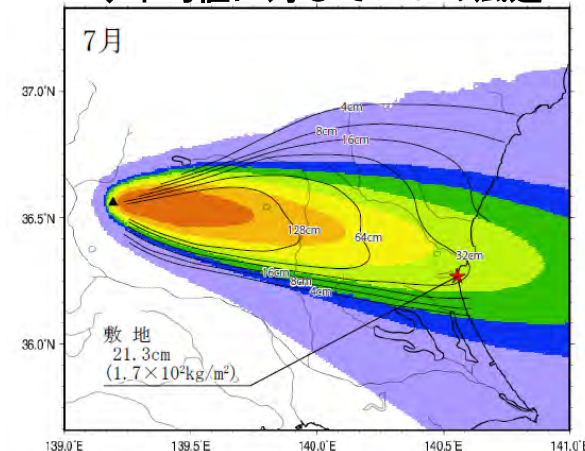 7月
37.0°N
4cm
8cm
16cm
36.5°N
128cm
64cm
32cm
16cm
8cm
4cm
敷 地
21.3cm
(1.7×10²kg/m²)
36.0°N
139.0°E
139.5°E
140.0°E
140.5°E
141.0°E